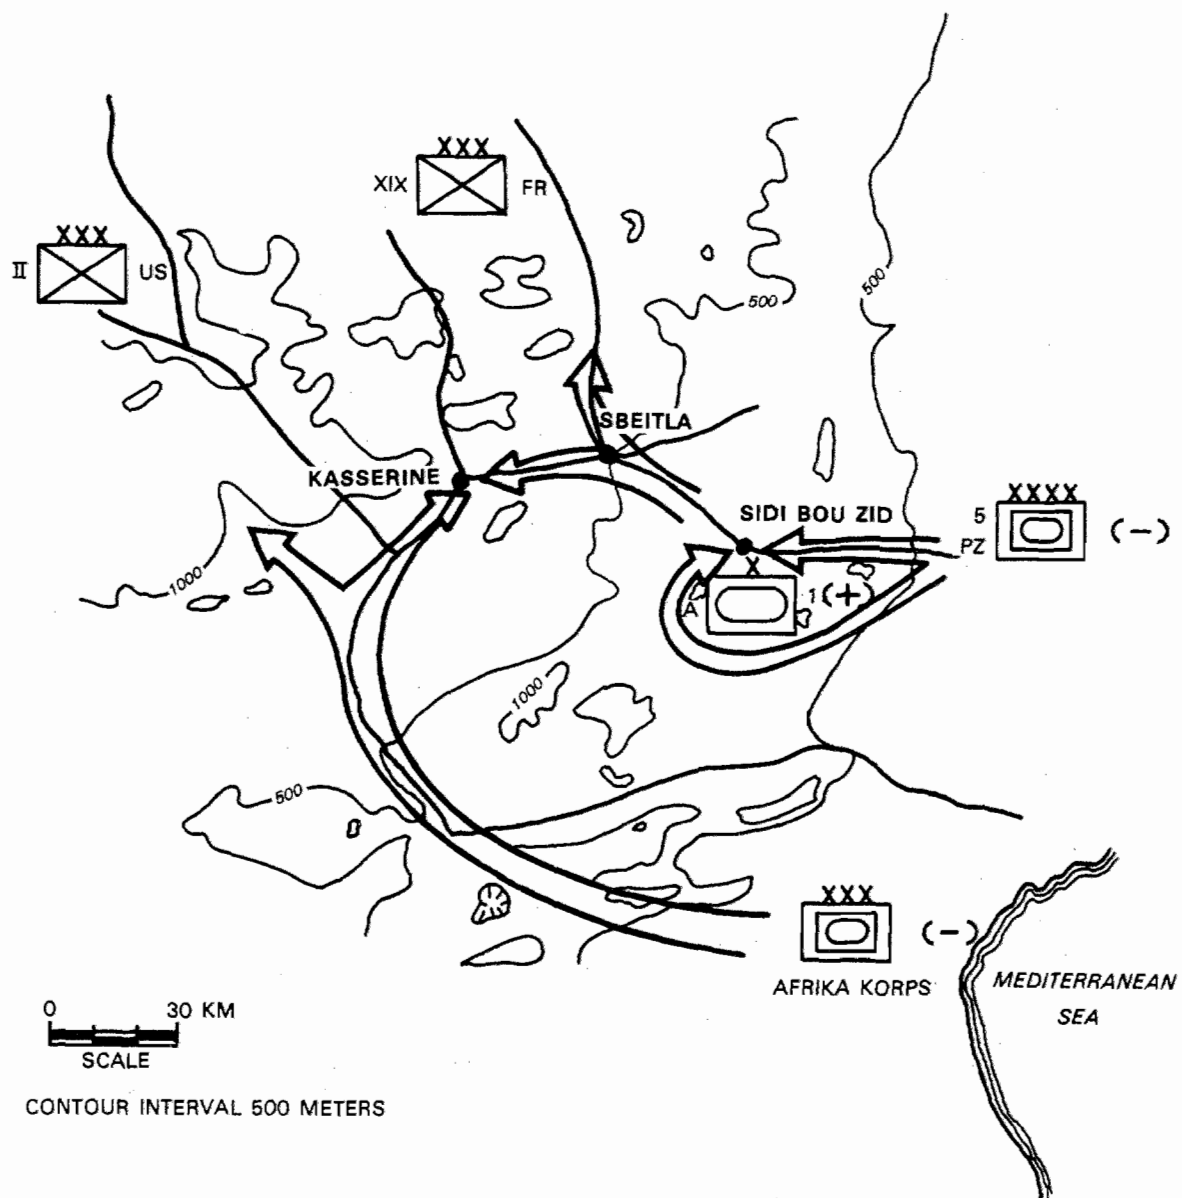 XXX
XIX FR
XXX
II US
500
500
SBEITLA
KASSERINE
SIDI BOU ZID
XXXX
5
PZ
(-)
X
A 1(+)
1000
1000
500
XXX
(-)
AFRIKA KORPS
MEDITERRANEAN
SEA
0 30 KM
SCALE
CONTOUR INTERVAL 500 METERS